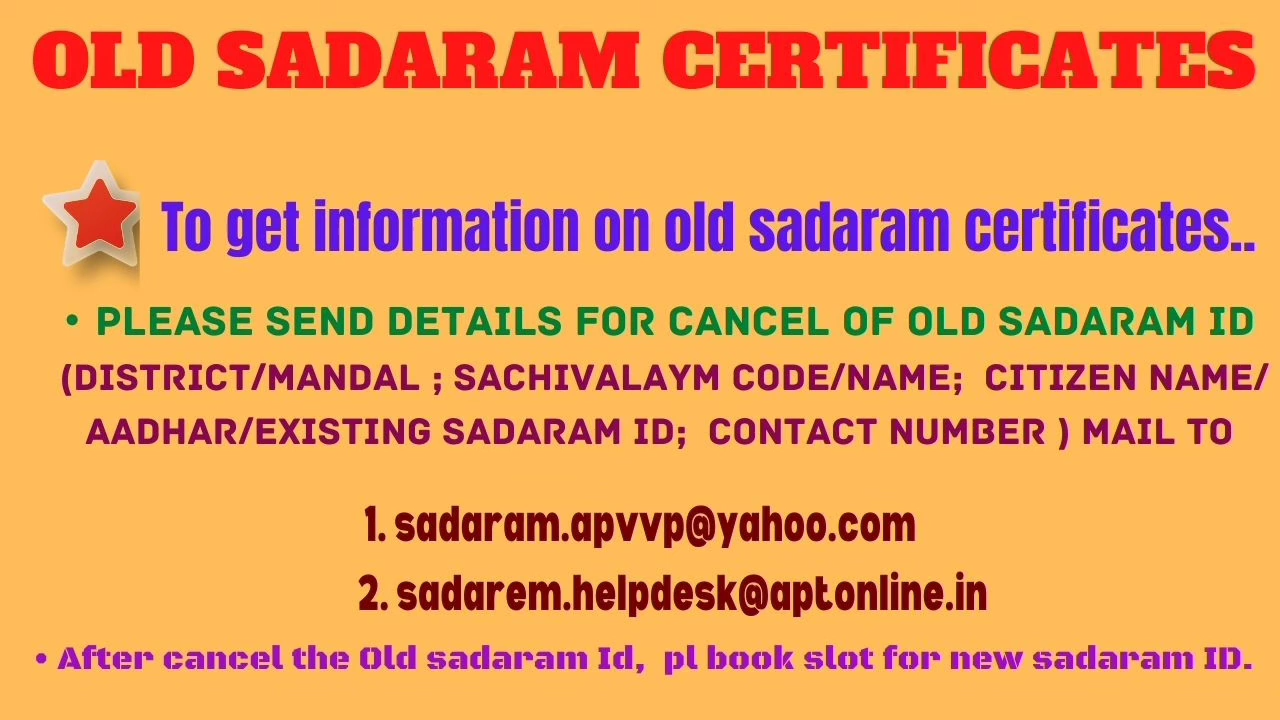 OLD SADARAM CERTIFICATES
To get information on old sadaram certificates..
• PLEASE SEND DETAILS FOR CANCEL OF OLD SADARAM ID
(DISTRICT/MANDAL ; SACHIVALAYM CODE/NAME; CITIZEN NAME/
AADHAR/EXISTING SADARAM ID; CONTACT NUMBER ) MAIL TO
1. sadaram.apvvp@yahoo.com
2. sadarem.helpdesk@aptonline.in
• After cancel the Old sadaram Id, pl book slot for new sadaram ID.